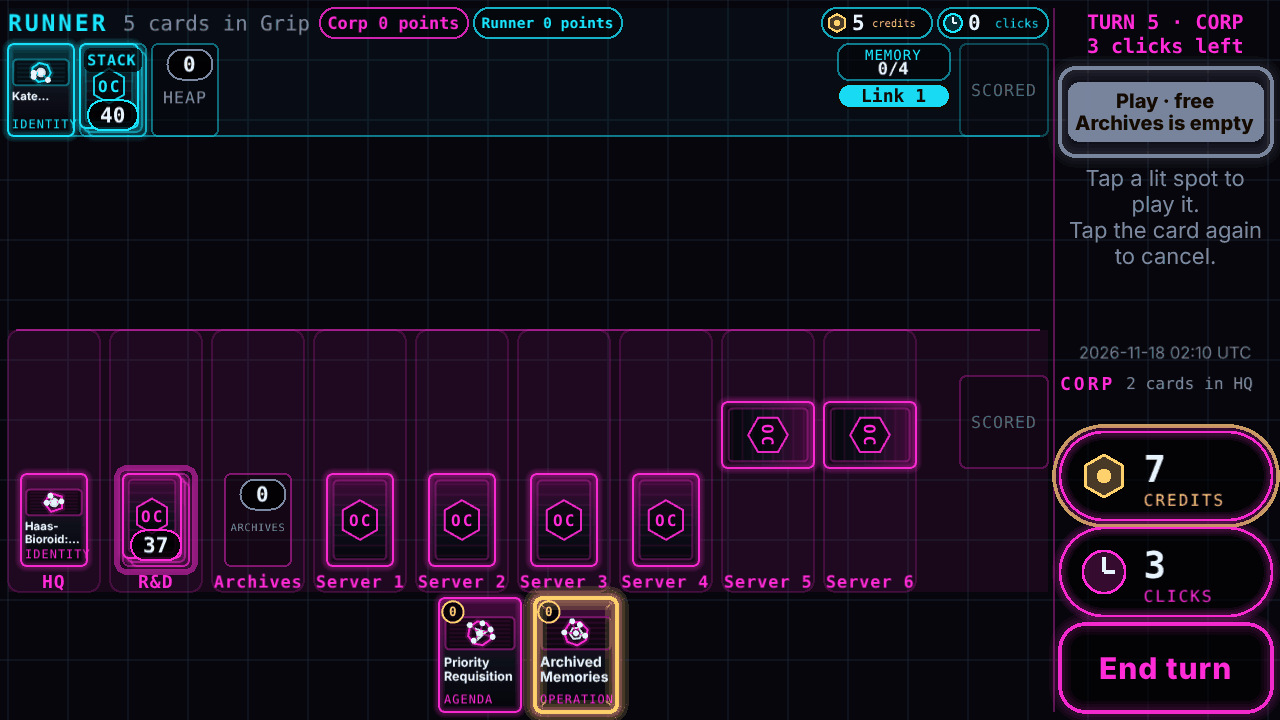 RUNNER 5 cards in Grip
Corp 0 points
Runner 0 points
5 credits
0 clicks
Kate...
IDENTITY
STACK
OC
40
0
HEAP
MEMORY
0/4
Link 1
SCORED
TURN 5 · CORP
3 clicks left
Play · free
Archives is empty
Tap a lit spot to
play it.
Tap the card again
to cancel.
2026-11-18 02:10 UTC
CORP 2 cards in HQ
OC
OC
SCORED
Haas-
Bioroid:...
IDENTITY
OC
37
0
ARCHIVES
OC
OC
OC
OC
HQ
R&D
Archives
Server 1
Server 2
Server 3
Server 4
Server 5
Server 6
7
CREDITS
3
CLICKS
End turn
0
Priority
Requisition
AGENDA
0
Archived
Memories
OPERATION